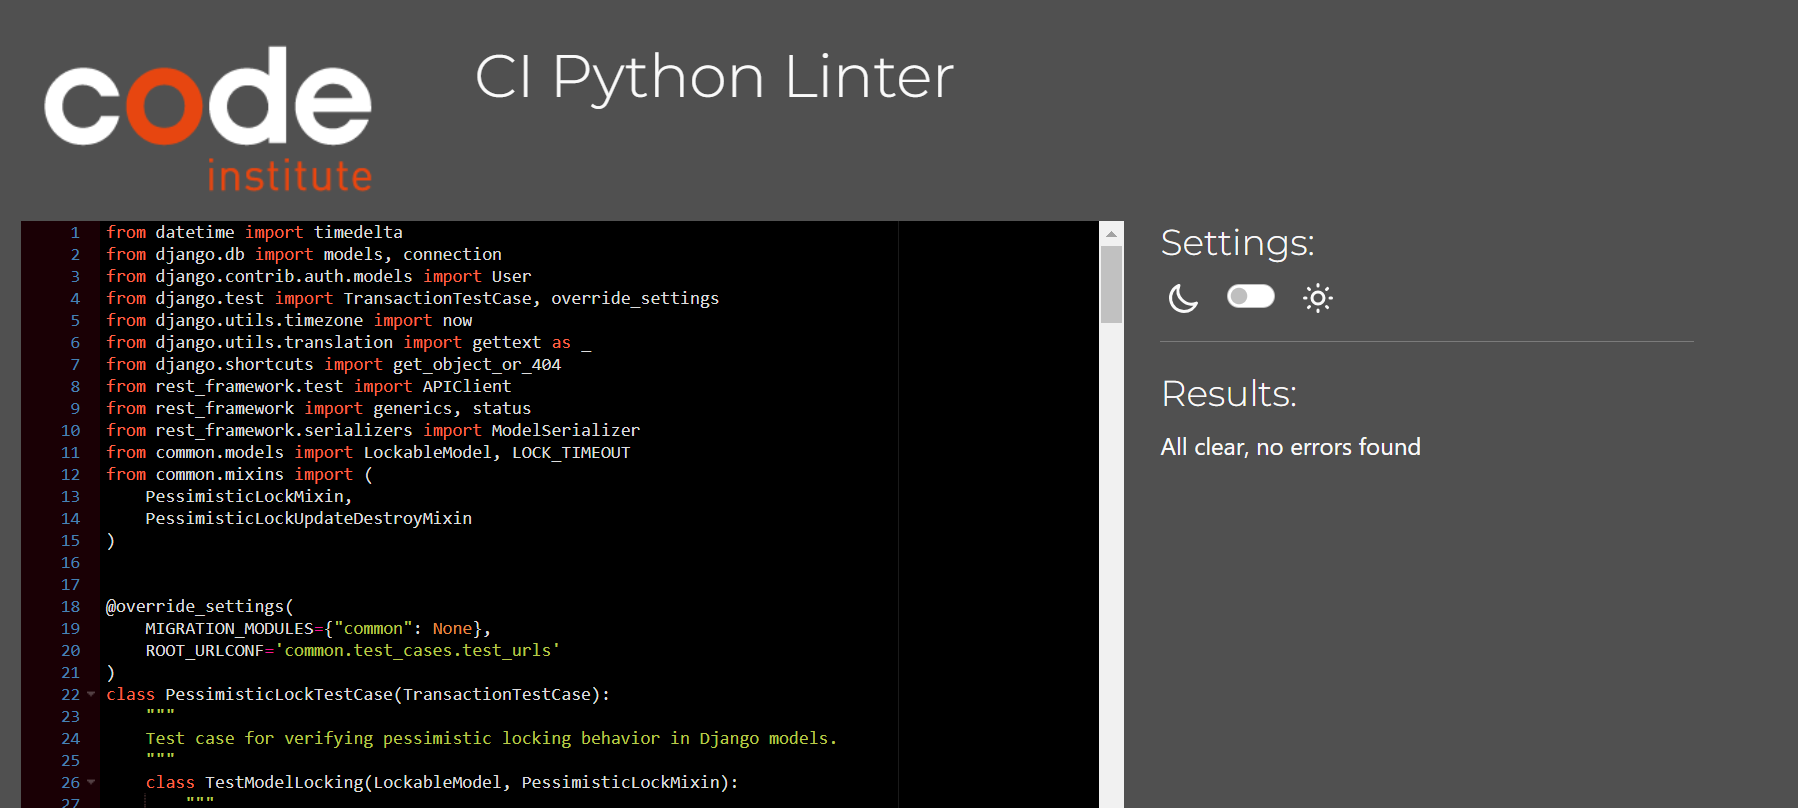 code
institute
CI Python Linter
1 from datetime import timedelta
2 from django.db import models, connection
3 from django.contrib.auth.models import User
4 from django.test import TransactionTestCase, override_settings
5 from django.utils.timezone import now
6 from django.utils.translation import gettext as _
7 from django.shortcuts import get_object_or_404
8 from rest_framework.test import APIClient
9 from rest_framework import generics, status
10 from rest_framework.serializers import ModelSerializer
11 from common.models import LockableModel, LOCK_TIMEOUT
12 from common.mixins import (
13     PessimisticLockMixin,
14     PessimisticLockUpdateDestroyMixin
15 )
16
17
18 @override_settings(
19     MIGRATION_MODULES={"common": None},
20     ROOT_URLCONF='common.test_cases.test_urls'
21 )
22 class PessimisticLockTestCase(TransactionTestCase):
23     """
24     Test case for verifying pessimistic locking behavior in Django models.
25     """
26     class TestModelLocking(LockableModel, PessimisticLockMixin):
27         """
Settings:
Results:
All clear, no errors found